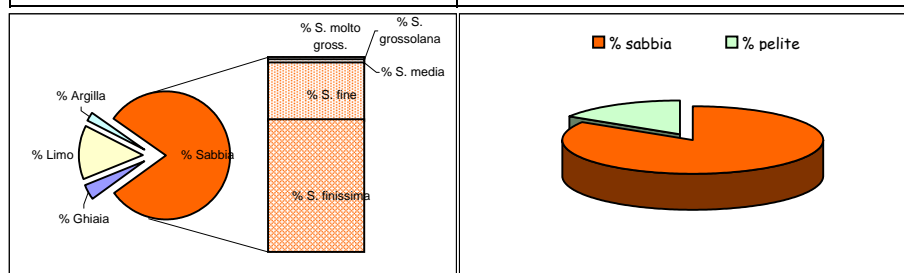 % S. molto
gross.
% S.
grossolana
% S. media
% S. fine
% S. finissima
% Argilla
% Limo
% Sabbia
% Ghiaia
% sabbia
% pelite